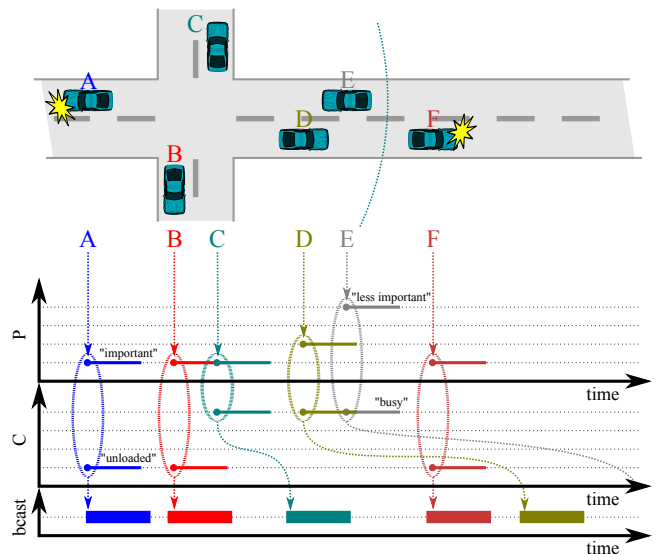 C
A
E
D
F
B
A B C D E F
"less important"
P
"important"
time
"busy"
C
"unloaded"
time
bcast
time